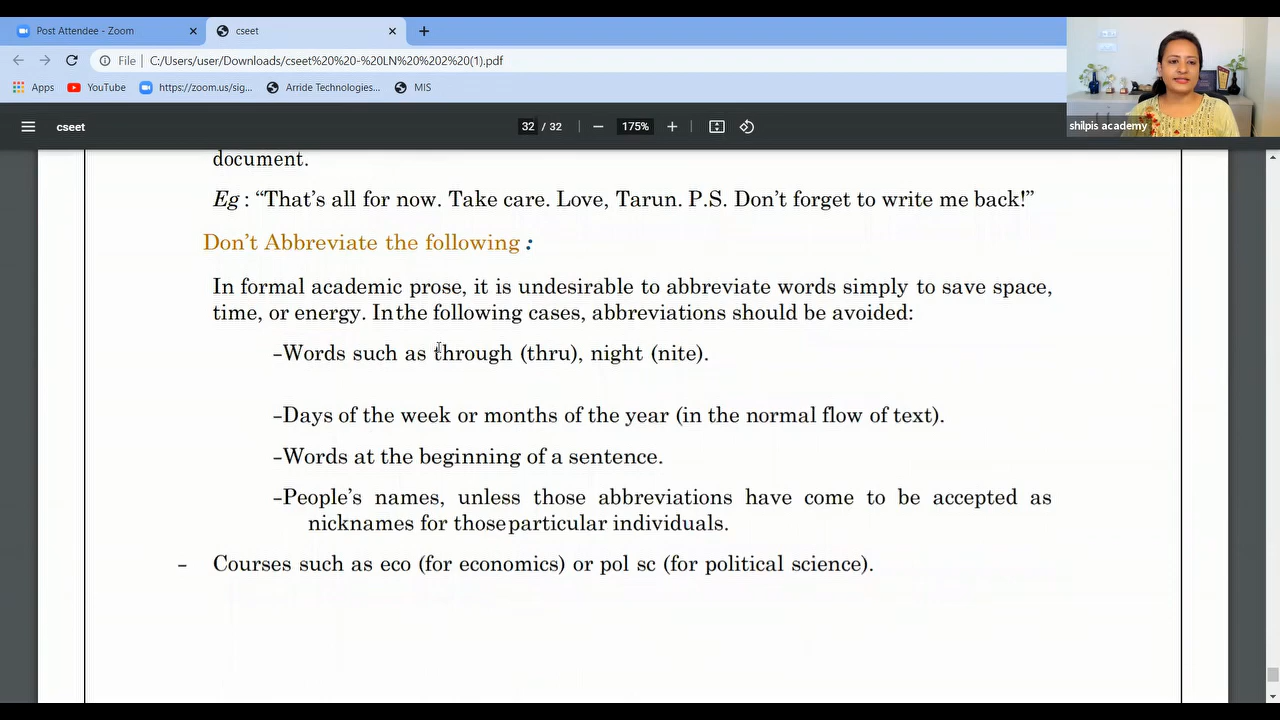 Post Attendee - Zoom
cseet
File
C:/Users/user/Downloads/cseet%20%20-%20LN%20%202%20(1).pdf
Apps
YouTube
https://zoom.us/sig...
Arride Technologies...
MIS
cseet
32 / 32
175%
shilpis academy
document.
Eg : “That’s all for now. Take care. Love, Tarun. P.S. Don’t forget to write me back!”
Don’t Abbreviate the following :
In formal academic prose, it is undesirable to abbreviate words simply to save space,
time, or energy. Inthe following cases, abbreviations should be avoided:
–Words such as through (thru), night (nite).
–Days of the week or months of the year (in the normal flow of text).
–Words at the beginning of a sentence.
–People’s names, unless those abbreviations have come to be accepted as
nicknames for thoseparticular individuals.
– Courses such as eco (for economics) or pol sc (for political science).